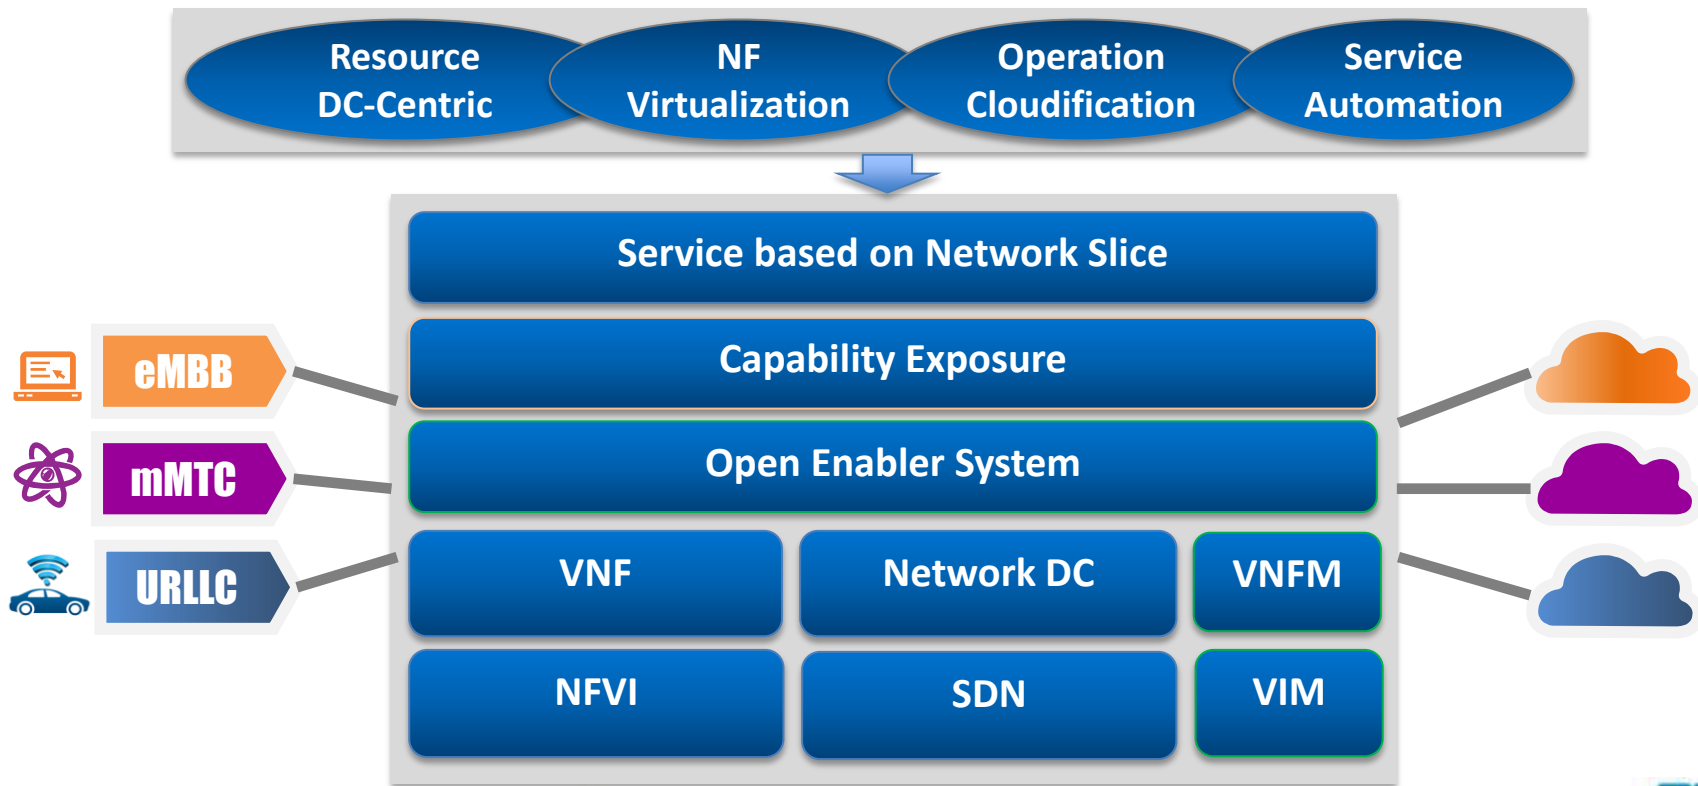 Resource
DC-Centric
NF
Virtualization
Operation
Cloudification
Service
Automation
Service based on Network Slice
Capability Exposure
Open Enabler System
eMBB
mMTC
URLLC
VNF
Network DC
VNFM
NFVI
SDN
VIM